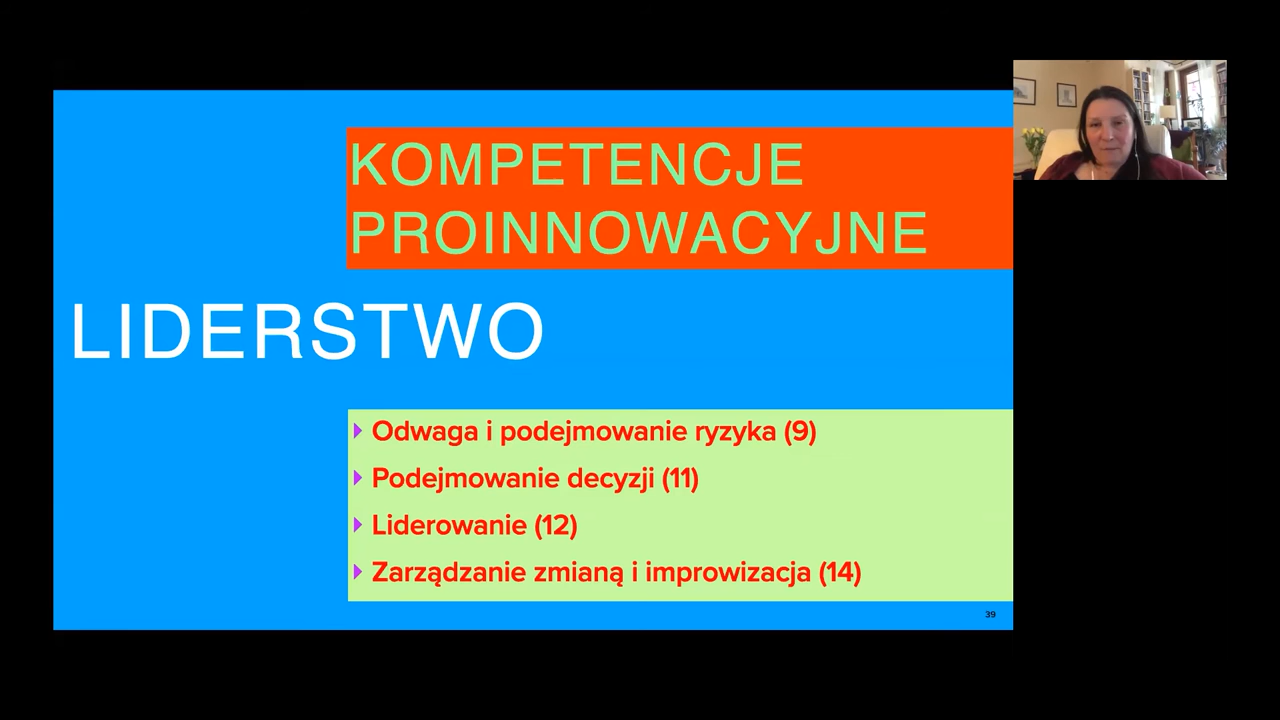 KOMPETENCJE
PROINNOWACYJNE
LIDERSTWO
Odwaga i podejmowanie ryzyka (9)
Podejmowanie decyzji (11)
Liderowanie (12)
Zarządzanie zmianą i improwizacja (14)
39